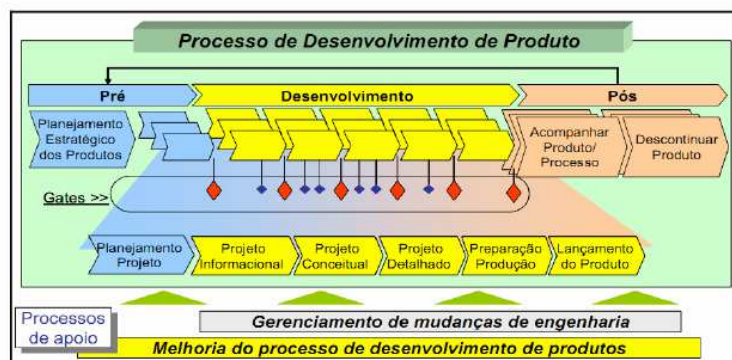 Processo de Desenvolvimento de Produto
Pré
Desenvolvimento
Pós
Planejamento
Estratégico
dos Produtos
Acompanhar
Produto/
Processo
Descontinuar
Produto
Gates >>
Planejamento
Projeto
Projeto
Informacional
Projeto
Conceitual
Projeto
Detalhado
Preparação
Produção
Lançamento
do Produto
Processos
de apoio
Gerenciamento de mudanças de engenharia
Melhoria do processo de desenvolvimento de produtos